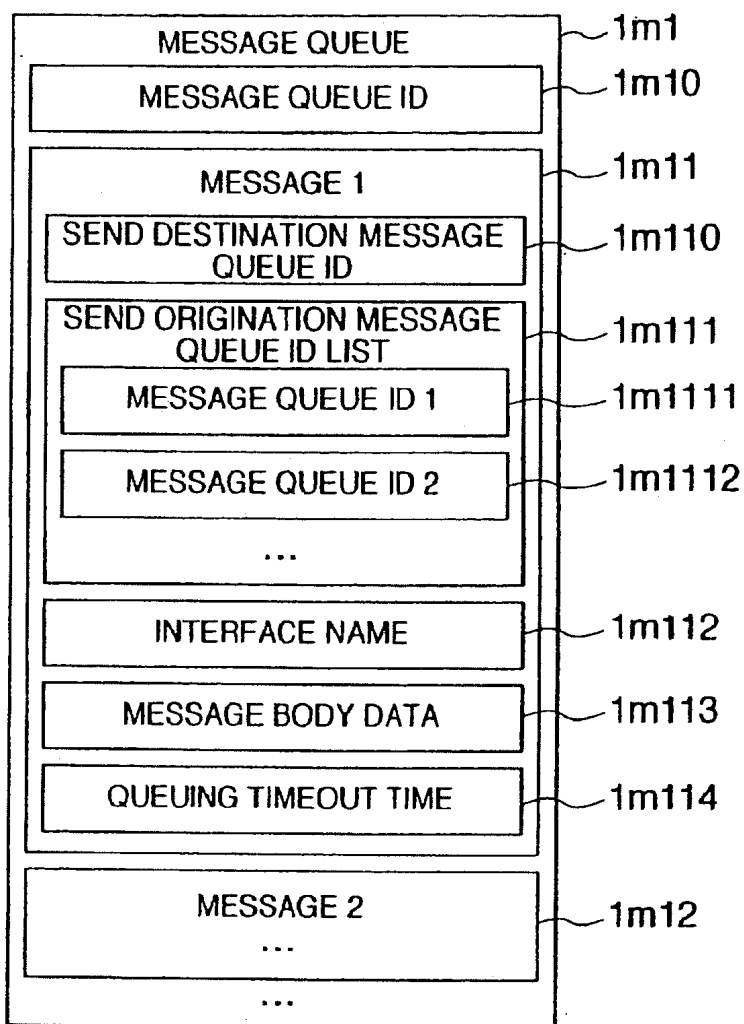 MESSAGE QUEUE
1m1
MESSAGE QUEUE ID
1m10
MESSAGE 1
1m11
SEND DESTINATION MESSAGE
QUEUE ID
1m110
SEND ORIGINATION MESSAGE
QUEUE ID LIST
1m111
MESSAGE QUEUE ID 1
1m1111
MESSAGE QUEUE ID 2
1m1112
...
INTERFACE NAME
1m112
MESSAGE BODY DATA
1m113
QUEUING TIMEOUT TIME
1m114
MESSAGE 2
1m12
...
...